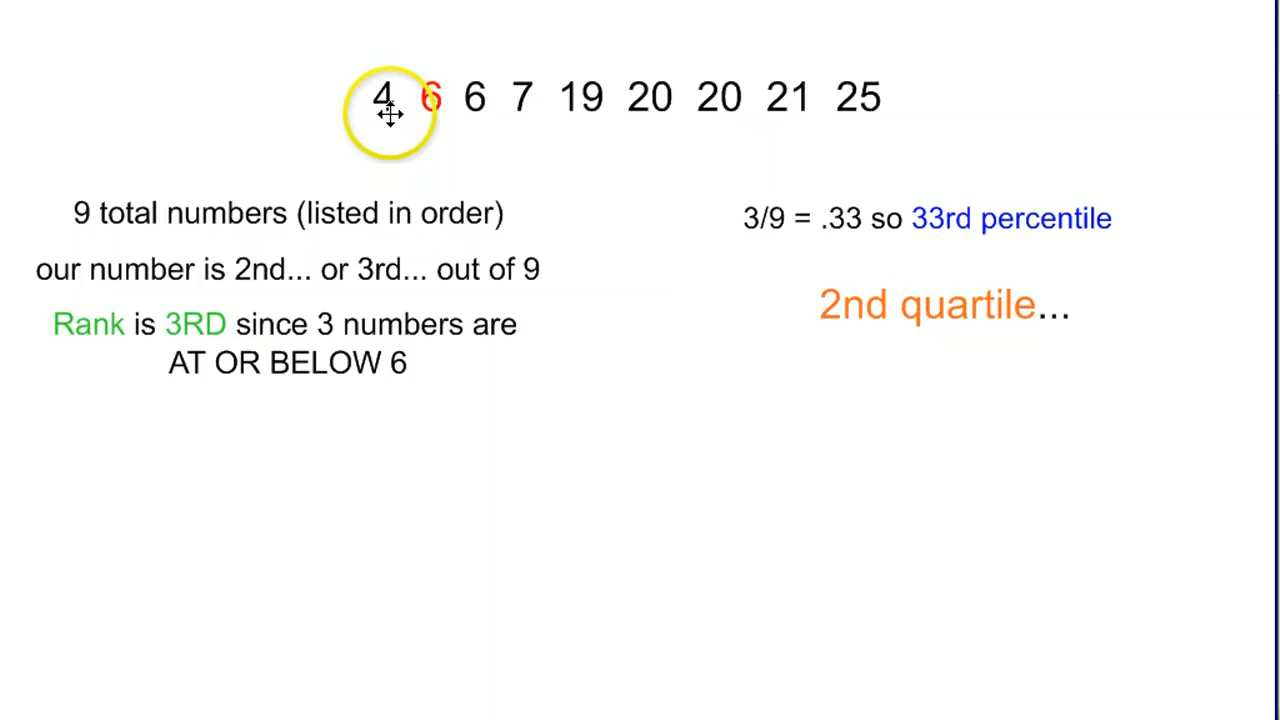 4 6 6 7 19 20 20 21 25
9 total numbers (listed in order)
our number is 2nd... or 3rd... out of 9
Rank is 3RD since 3 numbers are
AT OR BELOW 6
3/9 = .33 so 33rd percentile
2nd quartile...